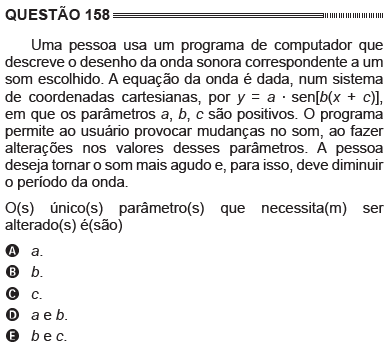 QUESTÃO 158
Uma pessoa usa um programa de computador que
descreve o desenho da onda sonora correspondente a um
som escolhido. A equação da onda é dada, num sistema
de coordenadas cartesianas, por y = a · sen[b(x + c)],
em que os parâmetros a, b, c são positivos. O programa
permite ao usuário provocar mudanças no som, ao fazer
alterações nos valores desses parâmetros. A pessoa
deseja tornar o som mais agudo e, para isso, deve diminuir
o período da onda.
O(s) único(s) parâmetro(s) que necessita(m) ser
alterado(s) é(são)
A a.
B b.
C c.
D a e b.
E b e c.